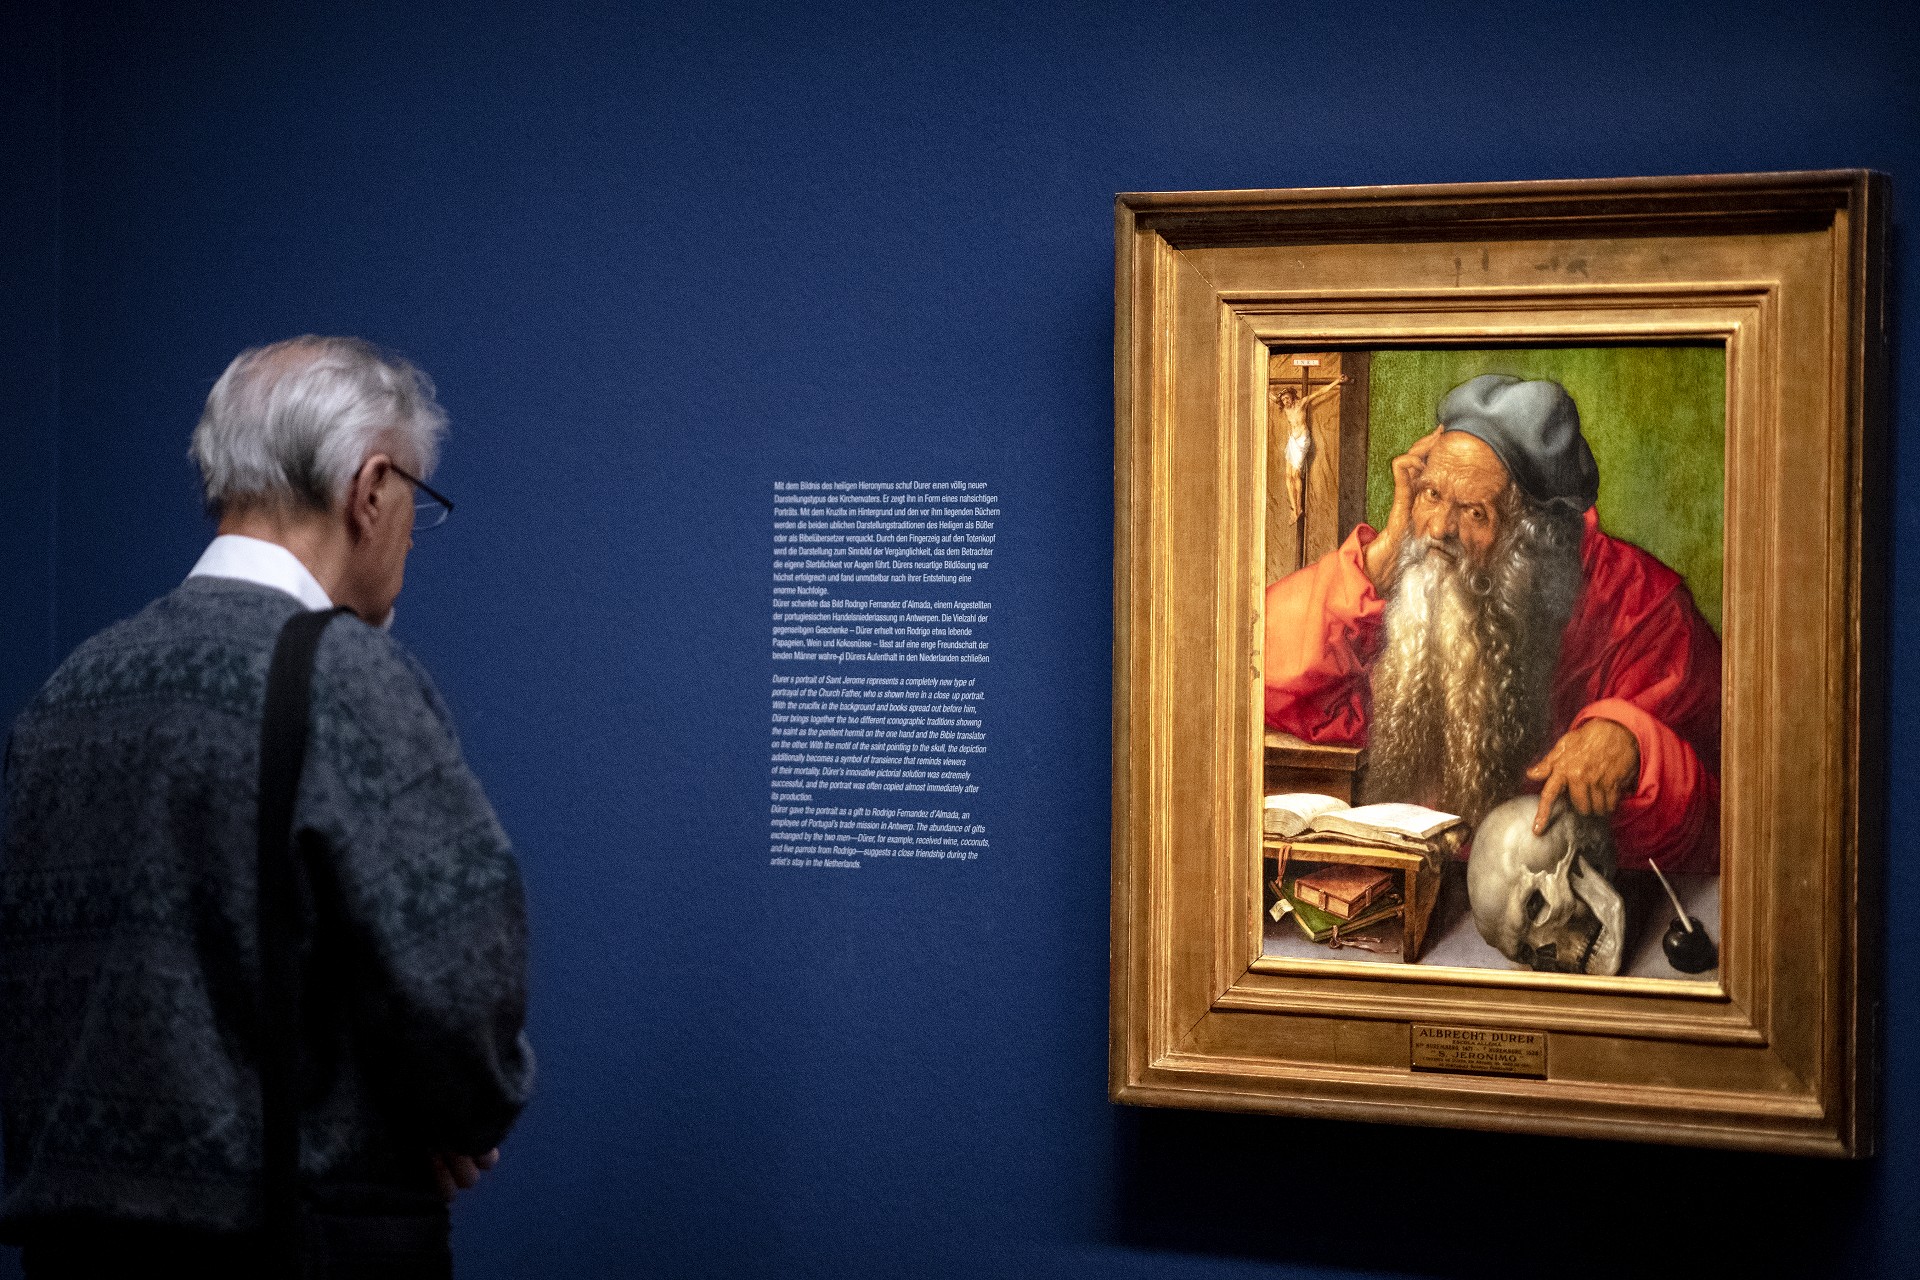 Mit dem Bildnis des heiligen Hieronymus schuf Dürer einen völlig neuen
Darstellungstypus des Kirchenvaters. Er zeigt ihn in Form eines nahsichtigen
Porträts. Mit dem Kruzifix im Hintergrund und den vor ihm liegenden Büchern
werden die beiden üblichen Darstellungstraditionen des Heiligen als Büßer
oder als Bibelübersetzer verquickt. Durch den Fingerzeig auf den Totenkopf
wird die Darstellung zum Sinnbild der Vergänglichkeit, das dem Betrachter
die eigene Sterblichkeit vor Augen führt. Dürers neuartige Bildlösung war
höchst erfolgreich und fand unmittelbar nach ihrer Entstehung eine
enorme Nachfolge.
Dürer schenkte das Bild Rodrigo Fernandez d'Almada, einem Angestellten
der portugiesischen Handelsniederlassung in Antwerpen. Die Vielzahl der
gegenseitigen Geschenke – Dürer erhielt von Rodrigo etwa lebende
Papageien, Wein und Kokosnüsse – lässt auf eine enge Freundschaft der
beiden Männer während Dürers Aufenthalt in den Niederlanden schließen
Dürer's portrait of Saint Jerome represents a completely new type of
portrayal of the Church Father, who is shown here in a close up portrait.
With the crucifix in the background and books spread out before him,
Dürer brings together the two different iconographic traditions showing
the saint as the penitent hermit on the one hand and the Bible translator
on the other. With the motif of the saint pointing to the skull, the depiction
additionally becomes a symbol of transience that reminds viewers
of their mortality. Dürer's innovative pictorial solution was extremely
successful, and the portrait was often copied almost immediately after
its production.
Dürer gave the portrait as a gift to Rodrigo Fernandez d'Almada, an
employee of Portugal's trade mission in Antwerp. The abundance of gifts
exchanged by the two men—Dürer, for example, received wine, coconuts,
and live parrots from Rodrigo—suggests a close friendship during the
artist's stay in the Netherlands.
INRI
ALBRECHT DÜRER
"S. JERONIMO"